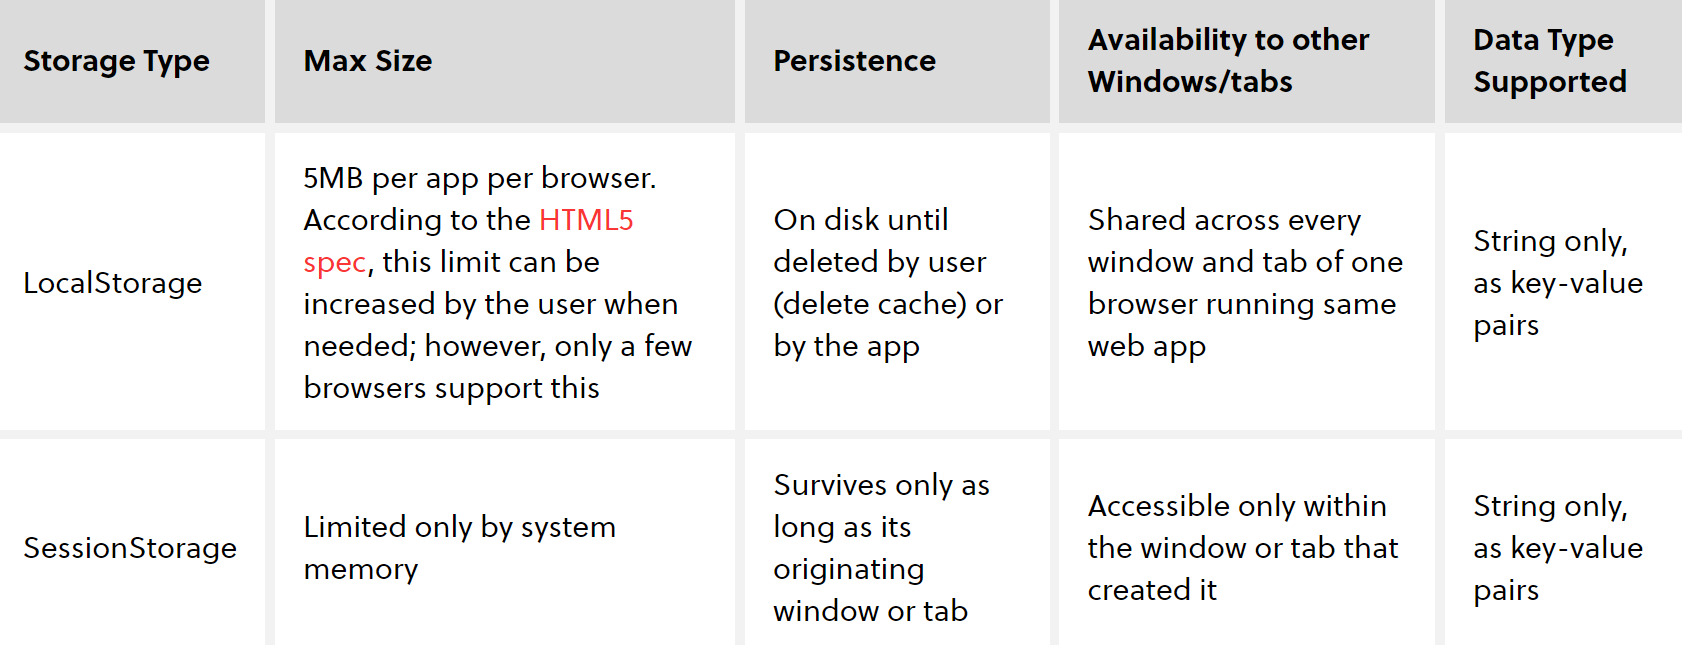 Storage Type
Max Size
Persistence
Availability to other
Windows/tabs
Data Type
Supported
LocalStorage
5MB per app per browser.
According to the HTML5
spec, this limit can be
increased by the user when
needed; however, only a few
browsers support this
On disk until
deleted by user
(delete cache) or
by the app
Shared across every
window and tab of one
browser running same
web app
String only,
as key-value
pairs
SessionStorage
Limited only by system
memory
Survives only as
long as its
originating
window or tab
Accessible only within
the window or tab that
created it
String only,
as key-value
pairs